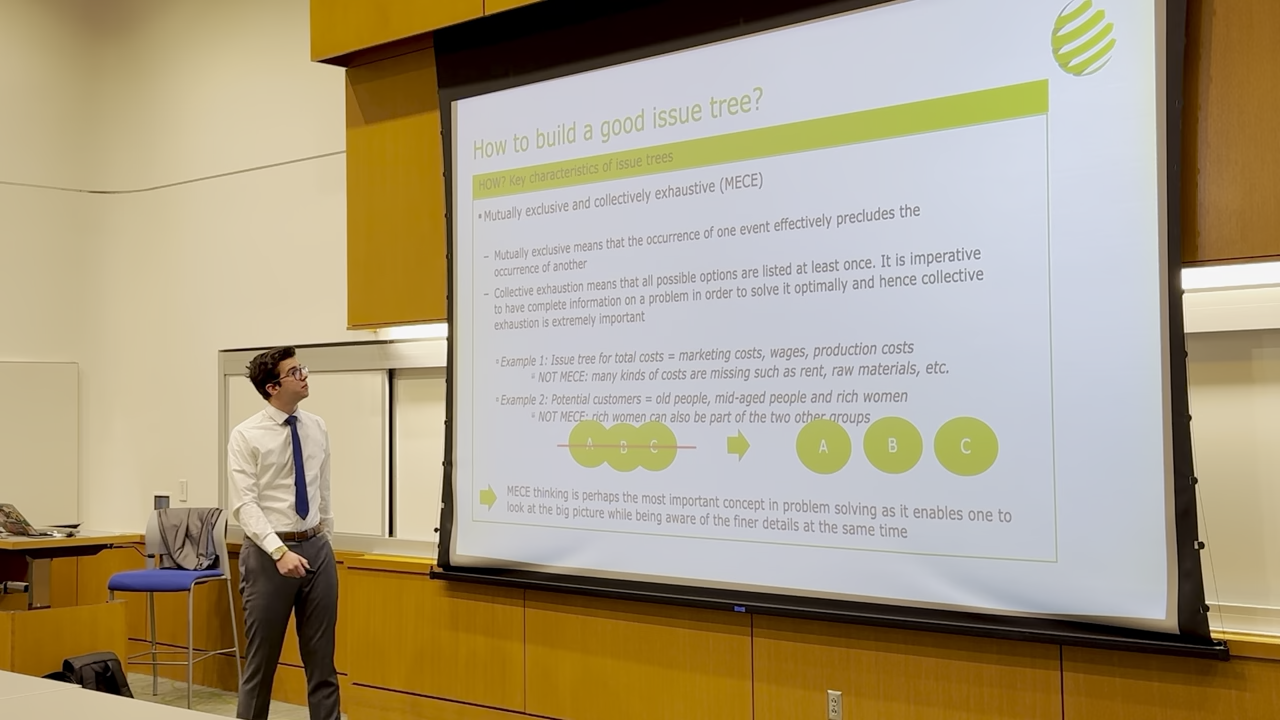 How to build a good issue tree?
HOW? Key characteristics of issue trees
▪ Mutually exclusive and collectively exhaustive (MECE)
– Mutually exclusive means that the occurrence of one event effectively precludes the
occurrence of another
– Collective exhaustion means that all possible options are listed at least once. It is imperative
to have complete information on a problem in order to solve it optimally and hence collective
exhaustion is extremely important
▫ Example 1: Issue tree for total costs = marketing costs, wages, production costs
▫ NOT MECE: many kinds of costs are missing such as rent, raw materials, etc.
▫ Example 2: Potential customers = old people, mid-aged people and rich women
▫ NOT MECE: rich women can also be part of the two other groups
A B C A B C
MECE thinking is perhaps the most important concept in problem solving as it enables one to
look at the big picture while being aware of the finer details at the same time